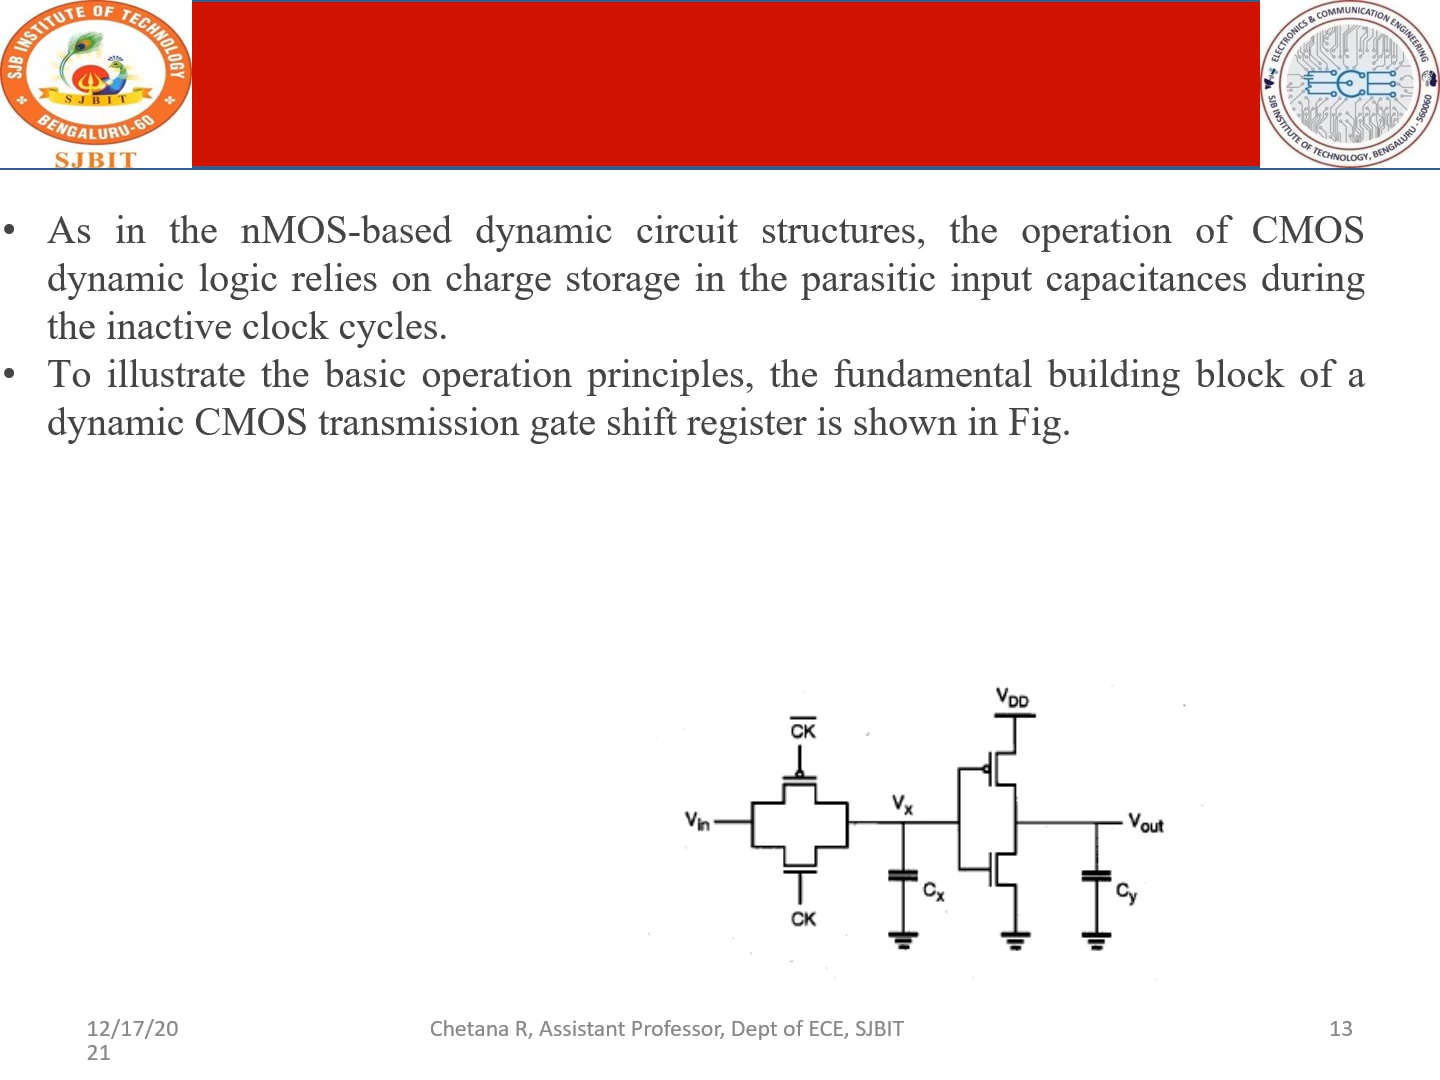 SJB INSTITUTE OF TECHNOLOGY
SJBIT
BENGALURU-60
SJBIT
ELECTRONICS & COMMUNICATION ENGINEERING
ECE
SJB INSTITUTE OF TECHNOLOGY, BENGALURU - 560060
• As in the nMOS-based dynamic circuit structures, the operation of CMOS
dynamic logic relies on charge storage in the parasitic input capacitances during
the inactive clock cycles.
• To illustrate the basic operation principles, the fundamental building block of a
dynamic CMOS transmission gate shift register is shown in Fig.
VDD
C̅K̅
Vx
Vin
Vout
Cx
Cy
CK
12/17/20
21
Chetana R, Assistant Professor, Dept of ECE, SJBIT
13